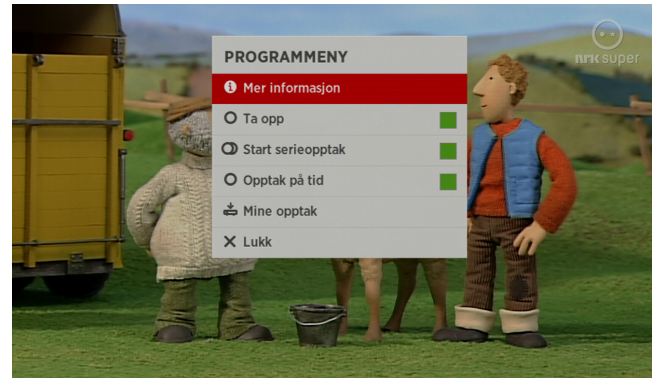 nrk super
PROGRAMMENY
Mer informasjon
Ta opp
Start serieopptak
Opptak på tid
Mine opptak
Lukk